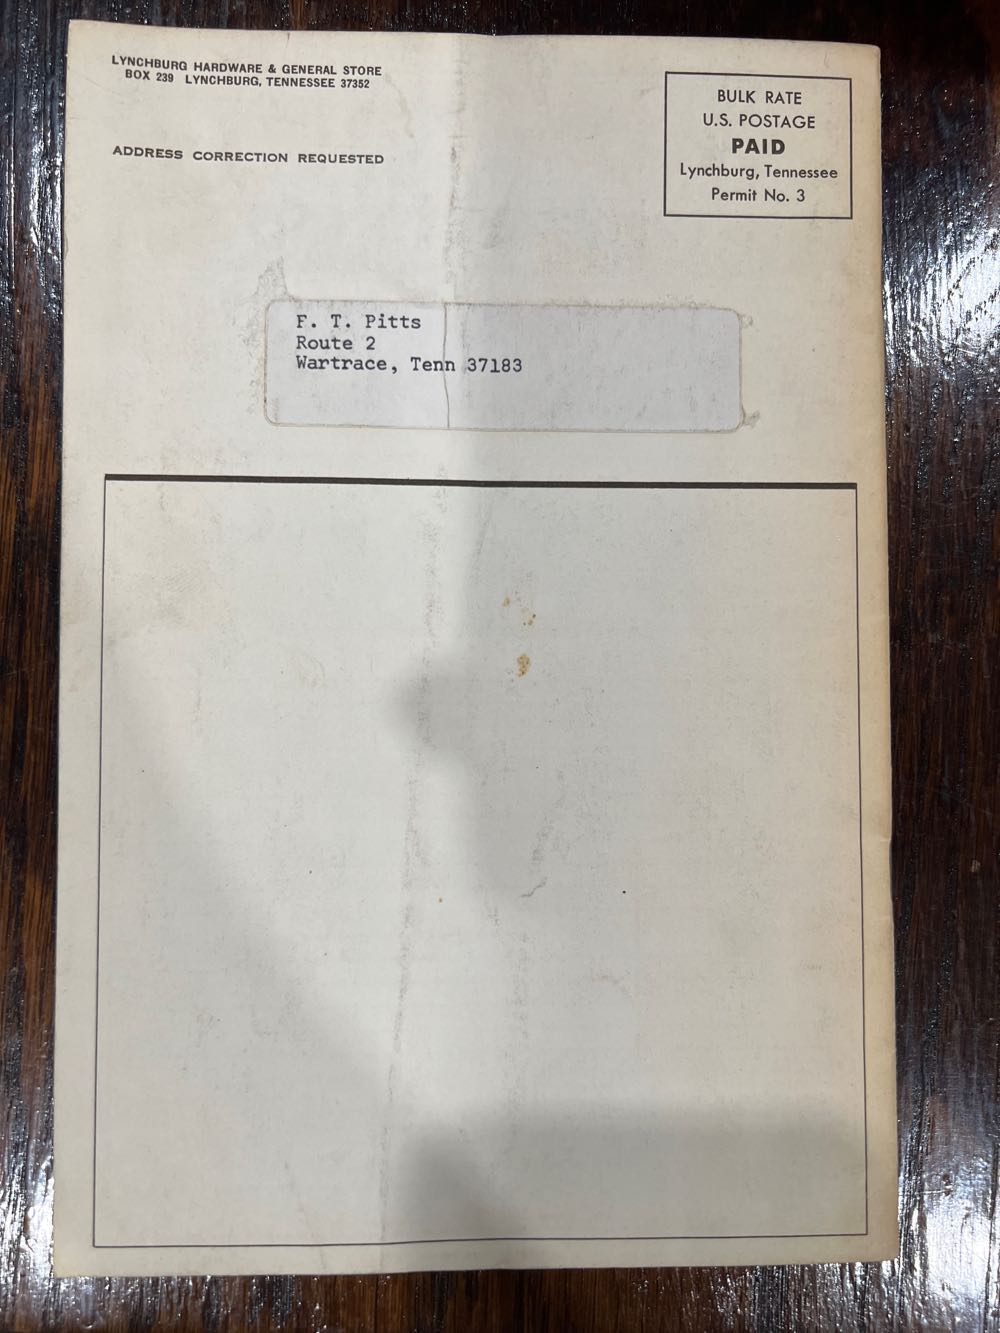 LYNCHBURG HARDWARE & GENERAL STORE
BOX 239 LYNCHBURG, TENNESSEE 37352
ADDRESS CORRECTION REQUESTED
BULK RATE
U.S. POSTAGE
PAID
Lynchburg, Tennessee
Permit No. 3
F. T. Pitts
Route 2
Wartrace, Tenn 37183